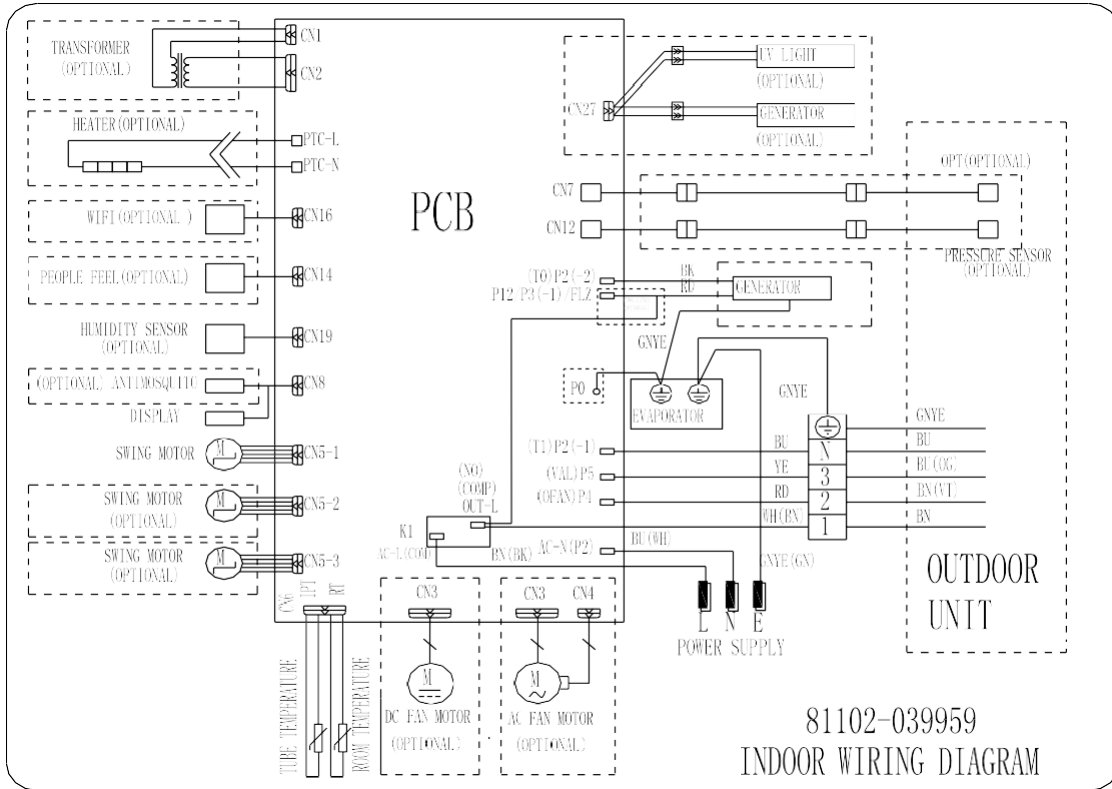 TRANSFORMER
(OPTIONAL)
CN1
CN2
HEATER(OPTIONAL)
PTC-L
PTC-N
WIFI(OPTIONAL )
CN16
PEOPLE FEEL(OPTIONAL)
CN14
HUMIDITY SENSOR
(OPTIONAL)
CN19
(OPTIONAL) ANTIMOSQUITO
CN8
DISPLAY
SWING MOTOR
M
CN5-1
SWING MOTOR
(OPTIONAL)
M
CN5-2
SWING MOTOR
(OPTIONAL)
M
CN5-3
PCB
CN27
UV LIGHT
(OPTIONAL)
GENERATOR
(OPTIONAL)
CN7
CN12
OPT(OPTIONAL)
PRESSURE SENSOR
(OPTIONAL)
(T0)P2(-2)
P12/P3(-1)/FLZ
BK
RD
GENERATOR
GNYE
P0
EVAPORATOR
GNYE
(T1)P2(-1)
(VAL)P5
(OFAN)P4
BU
YE
RD
WH(BN)
N
3
2
1
GNYE
BU
BU(OG)
BN(VT)
BN
(NO)
(COMP)
OUT-L
K1
AC-L(COM)
BN(BK)
AC-N(P2)
BU(WH)
GNYE(GN)
L N E
POWER SUPPLY
OUTDOOR
UNIT
CN6
IPT
RT
TUBE TEMPERATURE
ROOM TEMPERATURE
CN3
M
DC FAN MOTOR
(OPTIONAL)
CN3
CN4
M
AC FAN MOTOR
(OPTIONAL)
81102-039959
INDOOR WIRING DIAGRAM